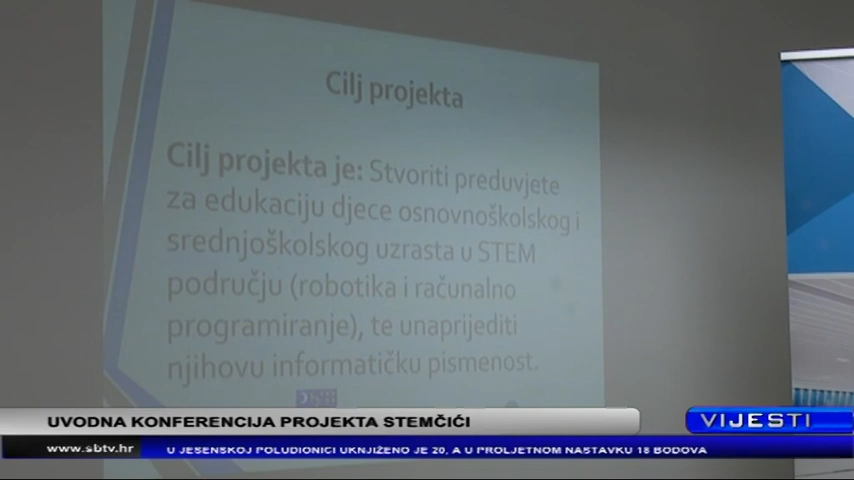 Cilj projekta
Cilj projekta je: Stvoriti preduvjete
za edukaciju djece osnovnoškolskog i
srednjoškolskog uzrasta u STEM
području (robotika i računalno
programiranje), te unaprijediti
njihovu informatičku pismenost.
UVODNA KONFERENCIJA PROJEKTA STEMČIĆI
VIJESTI
www.sbtv.hr
U JESENSKOJ POLUDIONICI UKNJIŽENO JE 20, A U PROLJETNOM NASTAVKU 18 BODOVA